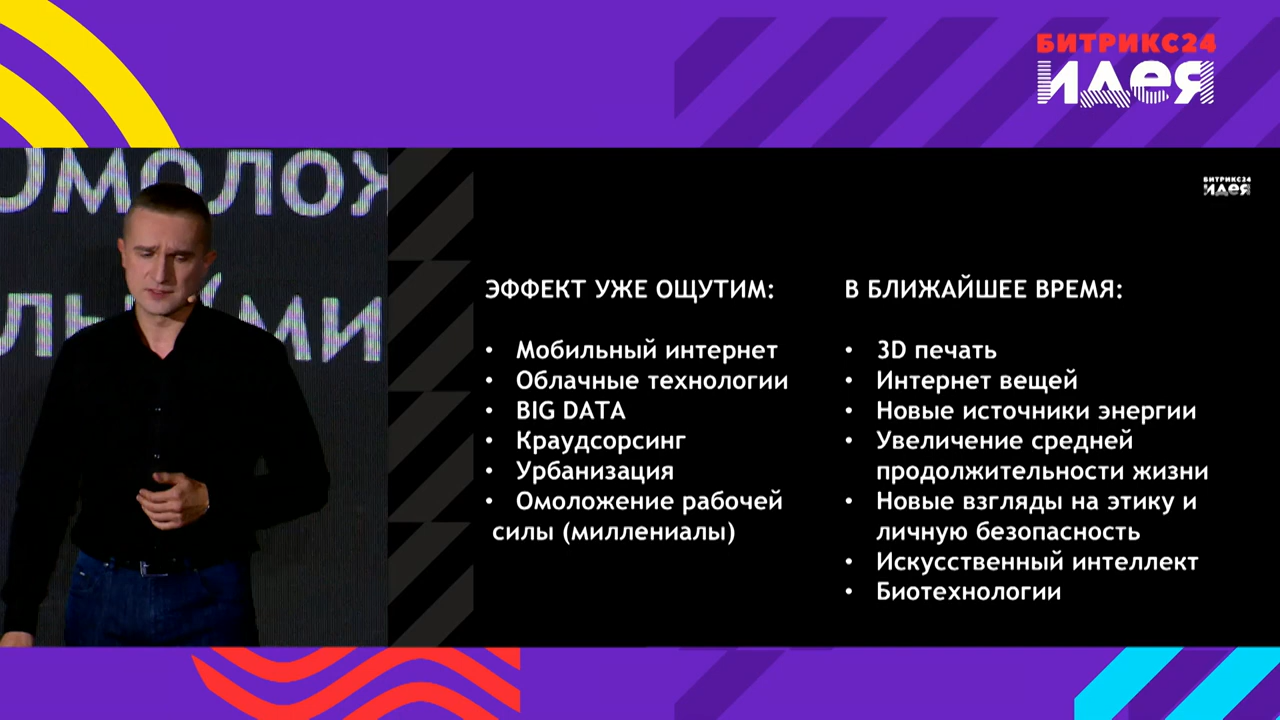 БИТРИКС24
идея
ЭФФЕКТ УЖЕ ОЩУТИМ:
• Мобильный интернет
• Облачные технологии
• BIG DATA
• Краудсорсинг
• Урбанизация
• Омоложение рабочей
силы (миллениалы)
БИТРИКС24
идея
В БЛИЖАЙШЕЕ ВРЕМЯ:
• 3D печать
• Интернет вещей
• Новые источники энергии
• Увеличение средней
продолжительности жизни
• Новые взгляды на этику и
личную безопасность
• Искусственный интеллект
• Биотехнологии